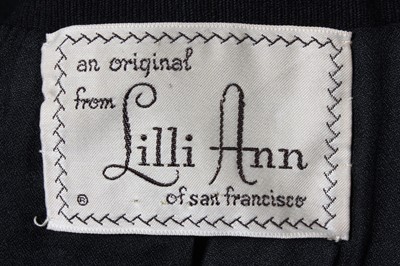 an original
from
Lilli Ann
® of san francisco